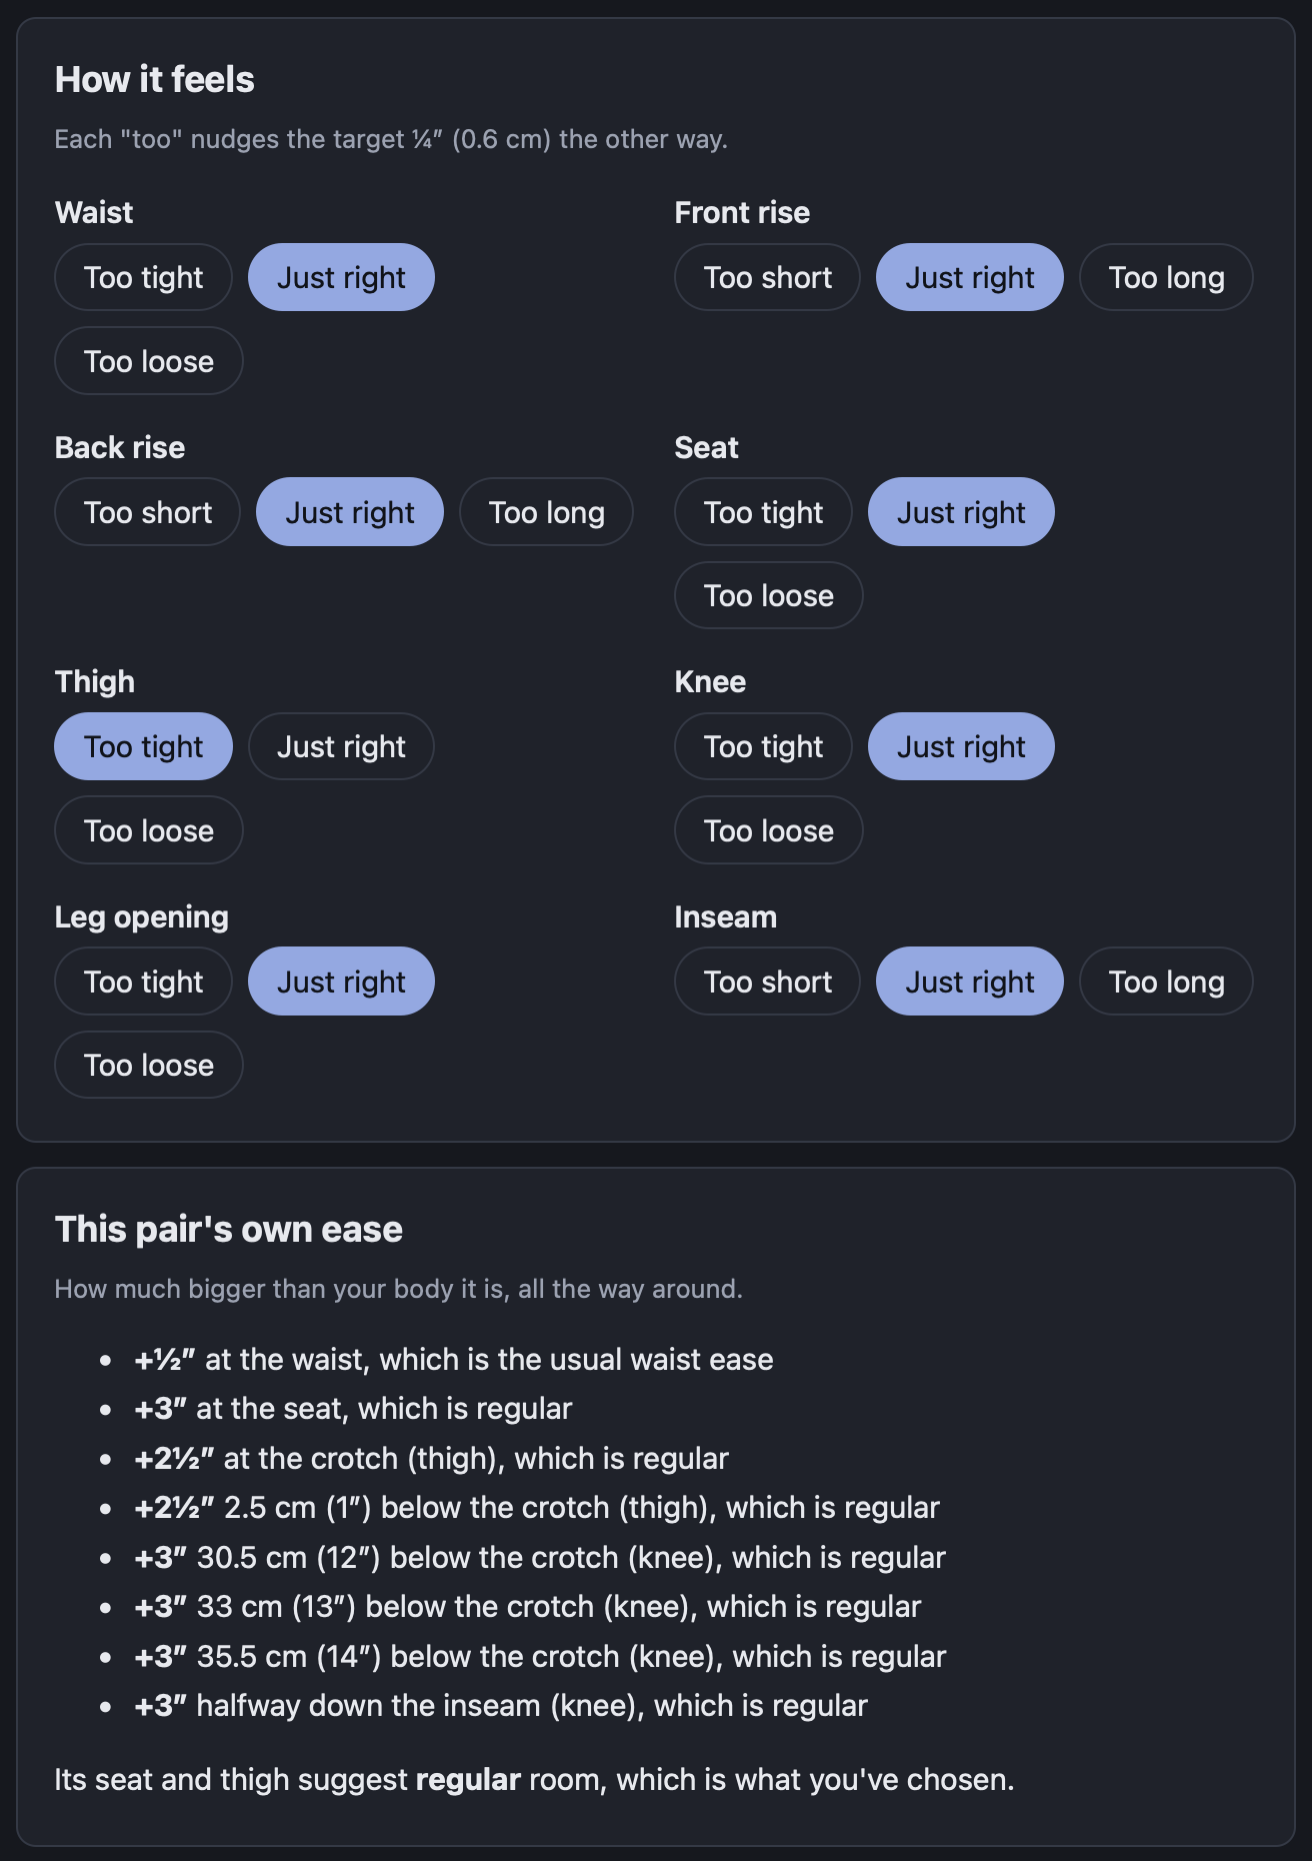 How it feels
Each "too" nudges the target ¼″ (0.6 cm) the other way.
Waist
Too tight
Just right
Too loose
Front rise
Too short
Just right
Too long
Back rise
Too short
Just right
Too long
Seat
Too tight
Just right
Too loose
Thigh
Too tight
Just right
Too loose
Knee
Too tight
Just right
Too loose
Leg opening
Too tight
Just right
Too loose
Inseam
Too short
Just right
Too long
This pair's own ease
How much bigger than your body it is, all the way around.
• +½″ at the waist, which is the usual waist ease
• +3″ at the seat, which is regular
• +2½″ at the crotch (thigh), which is regular
• +2½″ 2.5 cm (1″) below the crotch (thigh), which is regular
• +3″ 30.5 cm (12″) below the crotch (knee), which is regular
• +3″ 33 cm (13″) below the crotch (knee), which is regular
• +3″ 35.5 cm (14″) below the crotch (knee), which is regular
• +3″ halfway down the inseam (knee), which is regular
Its seat and thigh suggest regular room, which is what you've chosen.